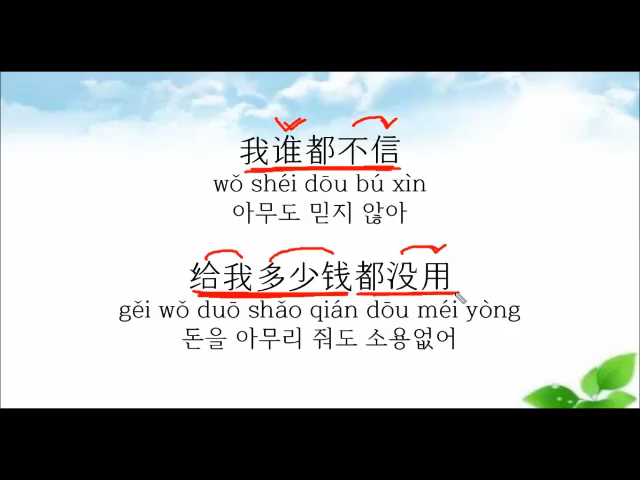 我谁都不信
wǒ shéi dōu bú xìn
아무도 믿지 않아
给我多少钱都没用
gěi wǒ duō shǎo qián dōu méi yòng
돈을 아무리 줘도 소용없어